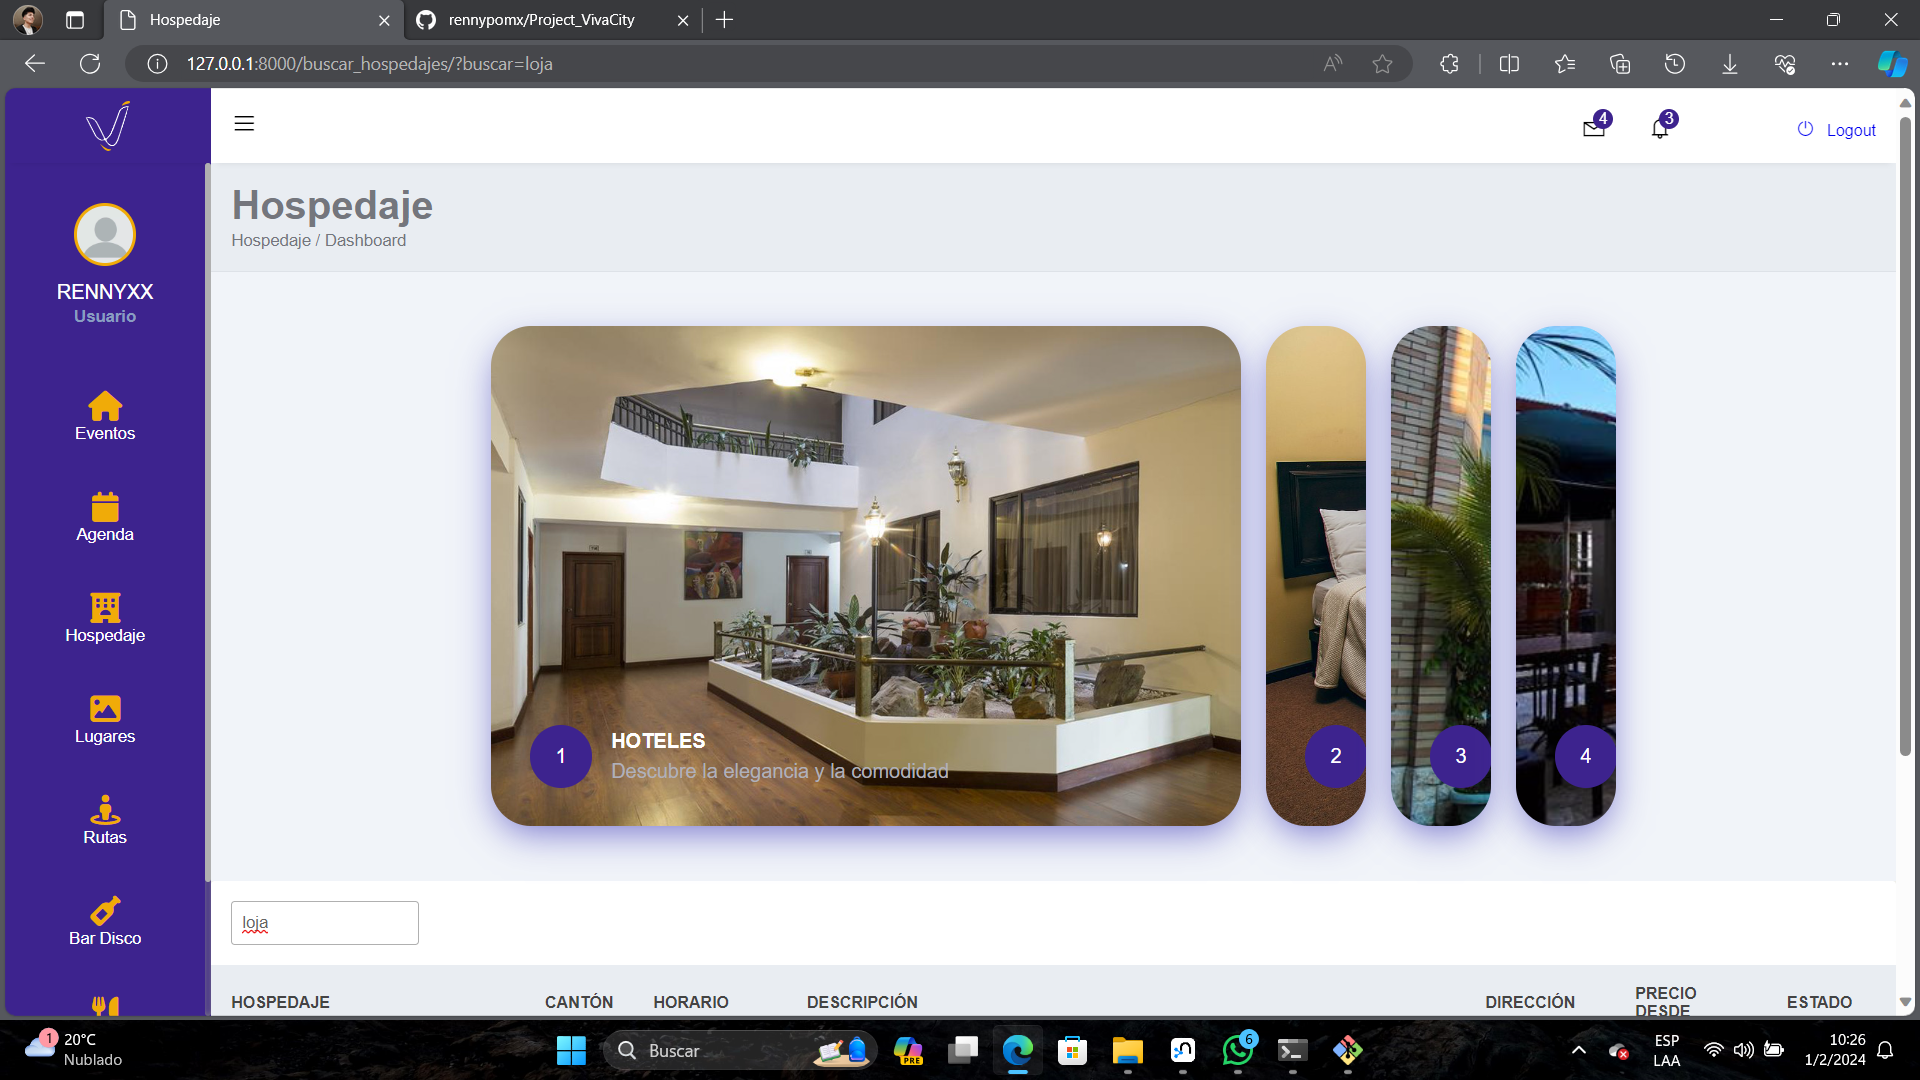 Hospedaje
rennypomx/Project_VivaCity
127.0.0.1:8000/buscar_hospedajes/?buscar=loja
4
3
Logout
Hospedaje
Hospedaje / Dashboard
RENNYXX
Usuario
Eventos
Agenda
Hospedaje
Lugares
Rutas
Bar Disco
1
HOTELES
Descubre la elegancia y la comodidad
2
3
4
loja
HOSPEDAJE
CANTÓN
HORARIO
DESCRIPCIÓN
DIRECCIÓN
PRECIO
DESDE
ESTADO
1
20°C
Nublado
Buscar
PRE
6
ESP
LAA
10:26
1/2/2024